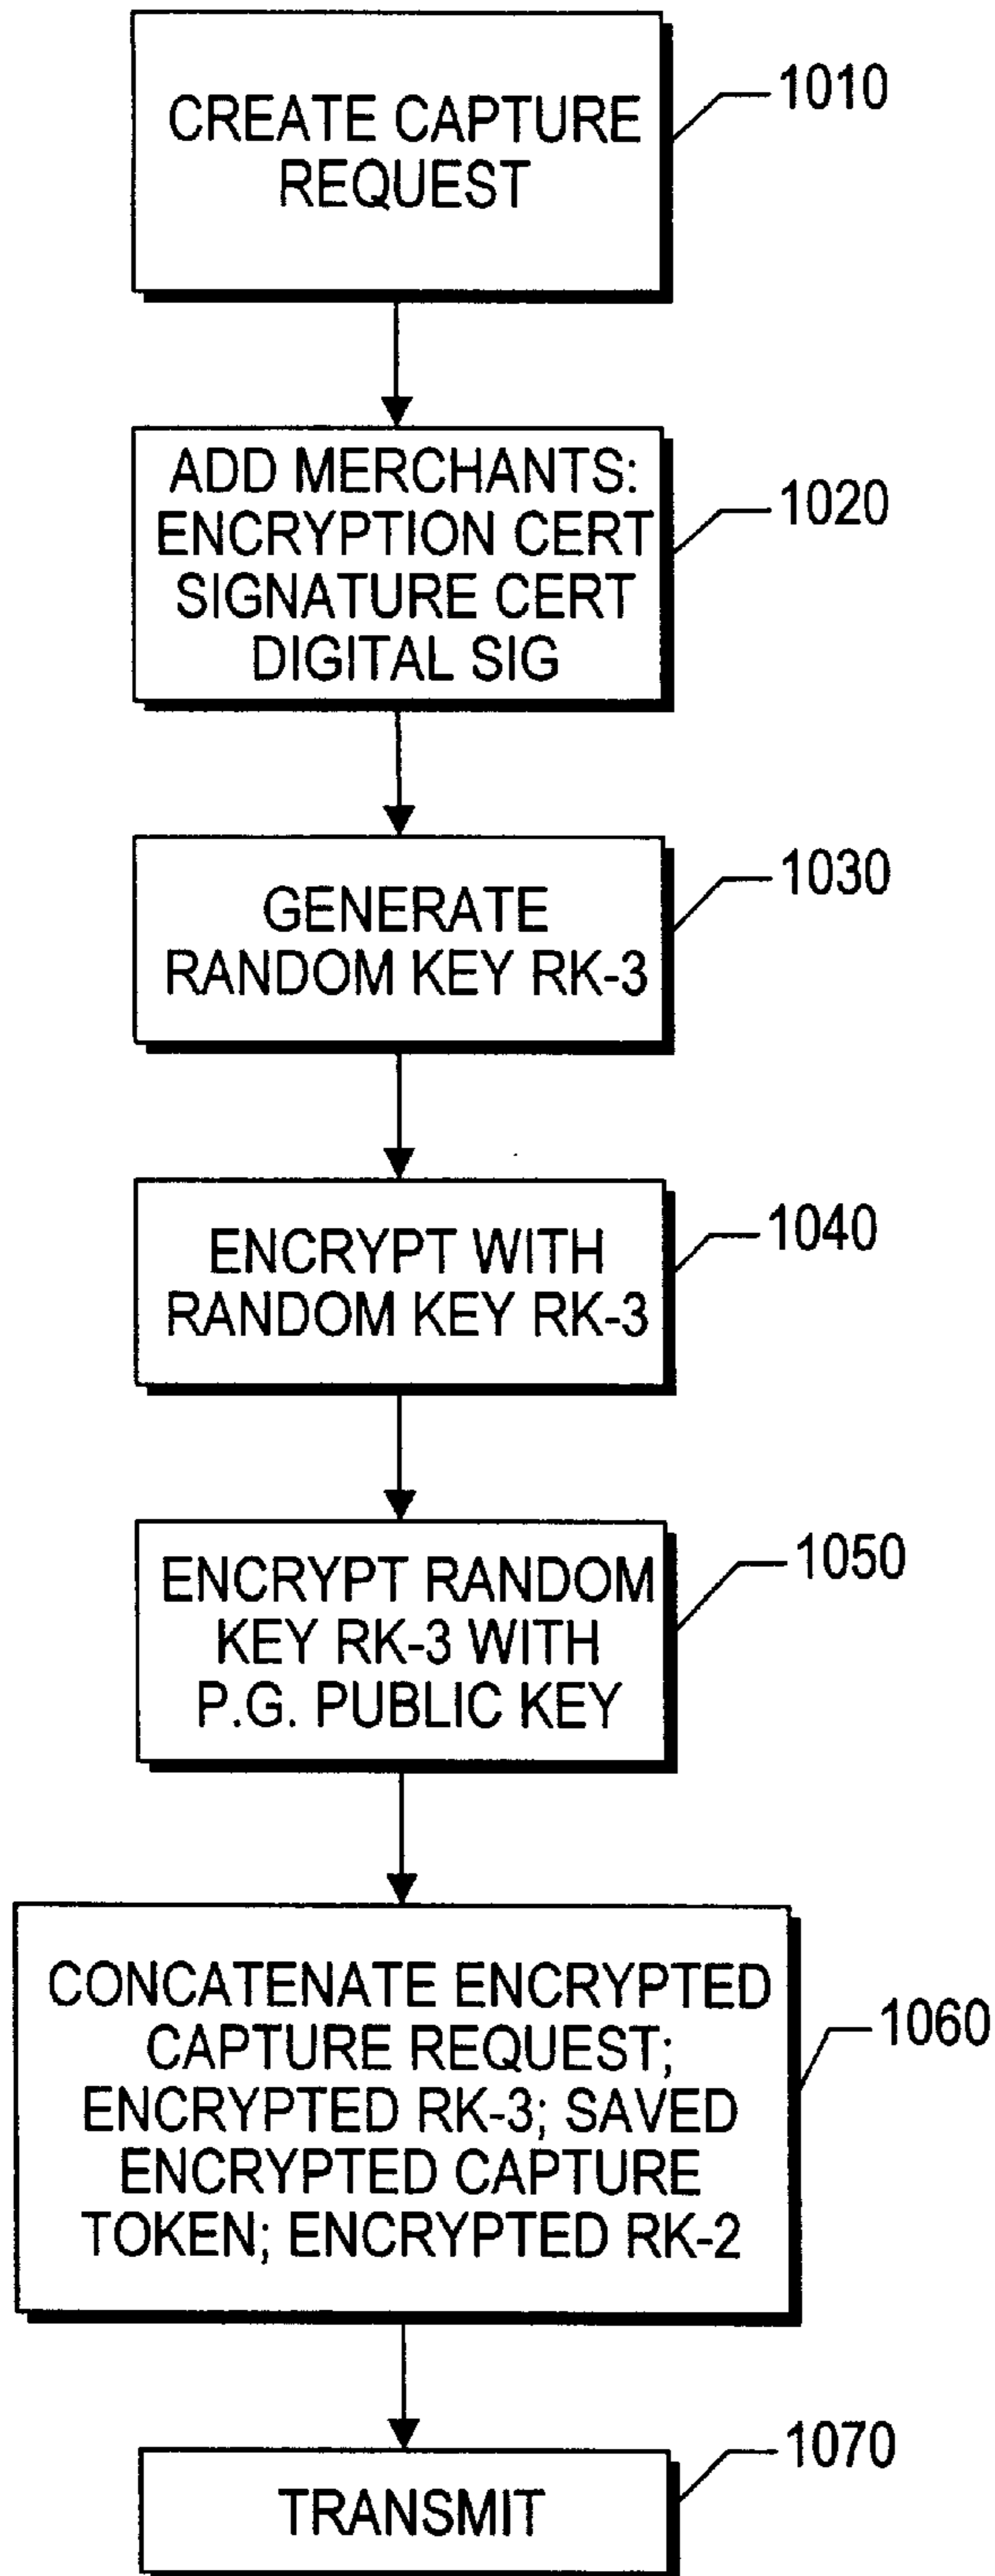 CREATE CAPTURE
REQUEST
1010
ADD MERCHANTS:
ENCRYPTION CERT
SIGNATURE CERT
DIGITAL SIG
1020
GENERATE
RANDOM KEY RK-3
1030
ENCRYPT WITH
RANDOM KEY RK-3
1040
ENCRYPT RANDOM
KEY RK-3 WITH
P.G. PUBLIC KEY
1050
CONCATENATE ENCRYPTED
CAPTURE REQUEST;
ENCRYPTED RK-3; SAVED
ENCRYPTED CAPTURE
TOKEN; ENCRYPTED RK-2
1060
TRANSMIT
1070